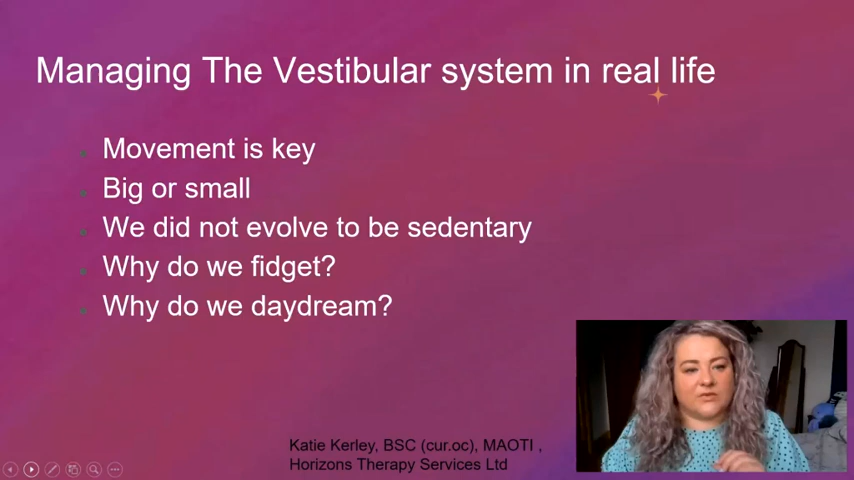 Managing The Vestibular system in real life
Movement is key
Big or small
We did not evolve to be sedentary
Why do we fidget?
Why do we daydream?
Katie Kerley, BSC (cur.oc), MAOTI ,
Horizons Therapy Services Ltd